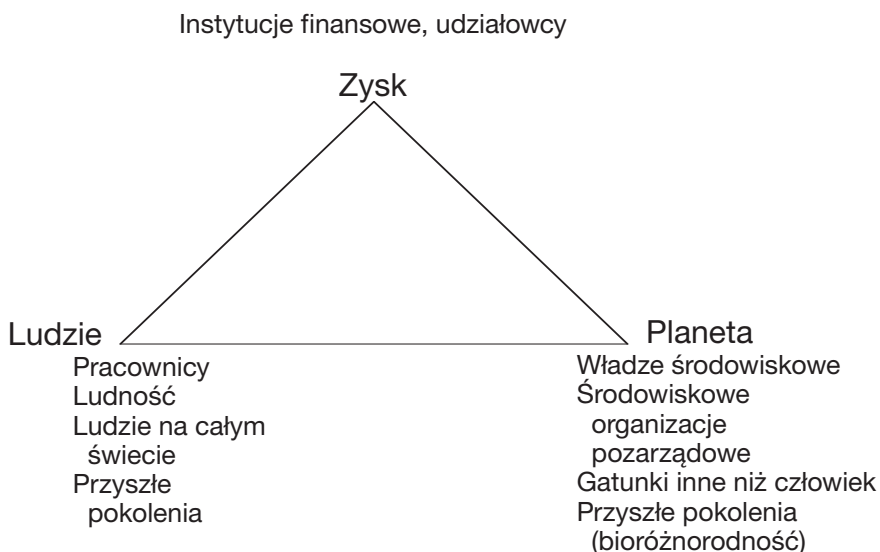 Instytucje finansowe, udziałowcy
Zysk
Ludzie
Pracownicy
Ludność
Ludzie na całym
świecie
Przyszłe
pokolenia
Planeta
Władze środowiskowe
Środowiskowe
organizacje
pozarządowe
Gatunki inne niż człowiek
Przyszłe pokolenia
(bioróżnorodność)